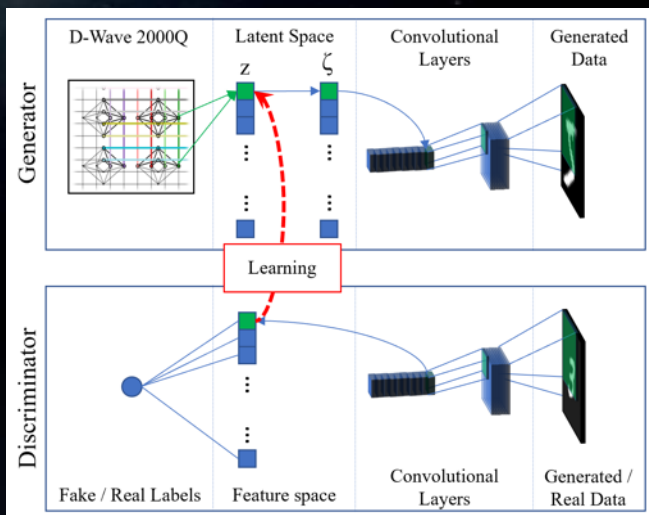 D-Wave 2000Q
Latent Space
Convolutional
Layers
Generated
Data
Generator
z
ζ
Learning
Discriminator
Fake / Real Labels
Feature space
Convolutional
Layers
Generated /
Real Data